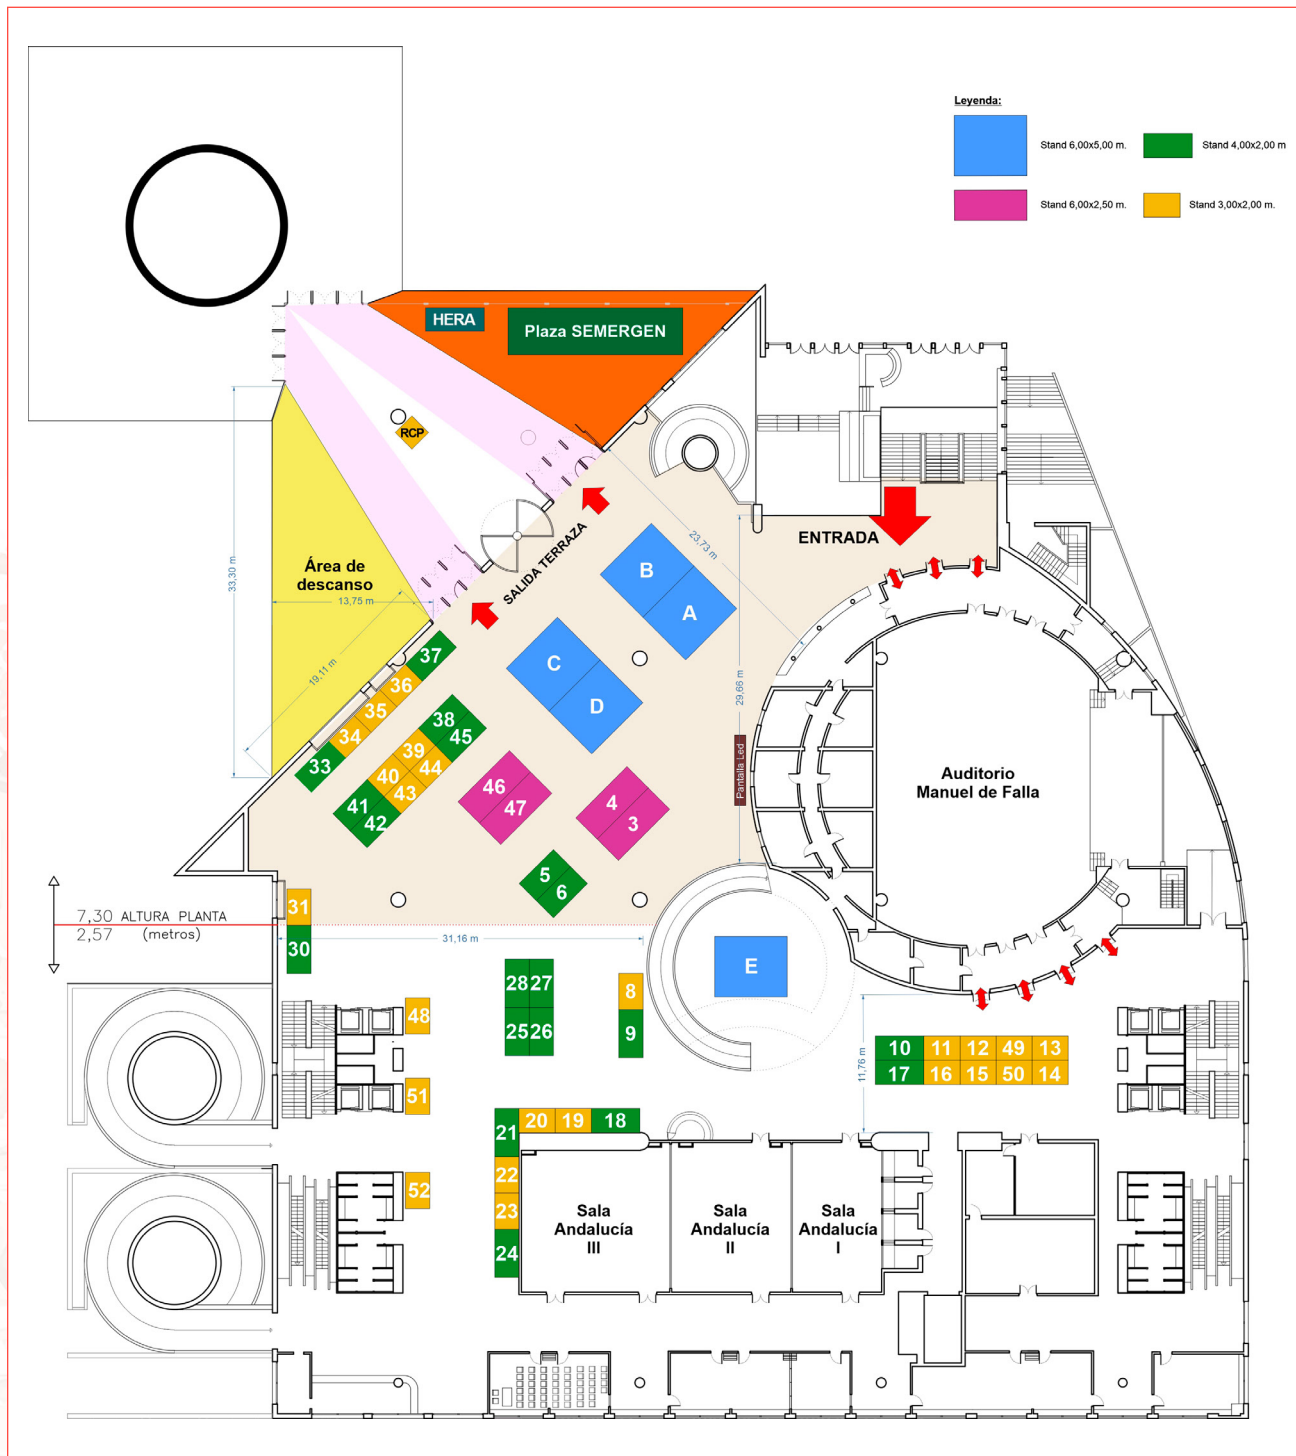 Leyenda:
Stand 6,00x5,00 m.
Stand 4,00x2,00 m
Stand 6,00x2,50 m.
Stand 3,00x2,00 m.
HERA
Plaza SEMERGEN
RCP
ENTRADA
SALIDA TERRAZA
23,73 m
33,30 m
Área de
descanso
13,75 m
19,11 m
29,66 m
B
A
C
D
37
36
35
34
33
38
45
39
44
40
43
41
42
46
47
4
3
5
6
Pantalla Led
Auditorio
Manuel de Falla
31
30
7,30 ALTURA PLANTA
2,57 (metros)
31,16 m
E
28
27
25
26
8
9
48
51
52
11,76 m
10
11
12
49
13
17
16
15
50
14
21
20
19
18
22
23
24
Sala
Andalucía
III
Sala
Andalucía
II
Sala
Andalucía
I